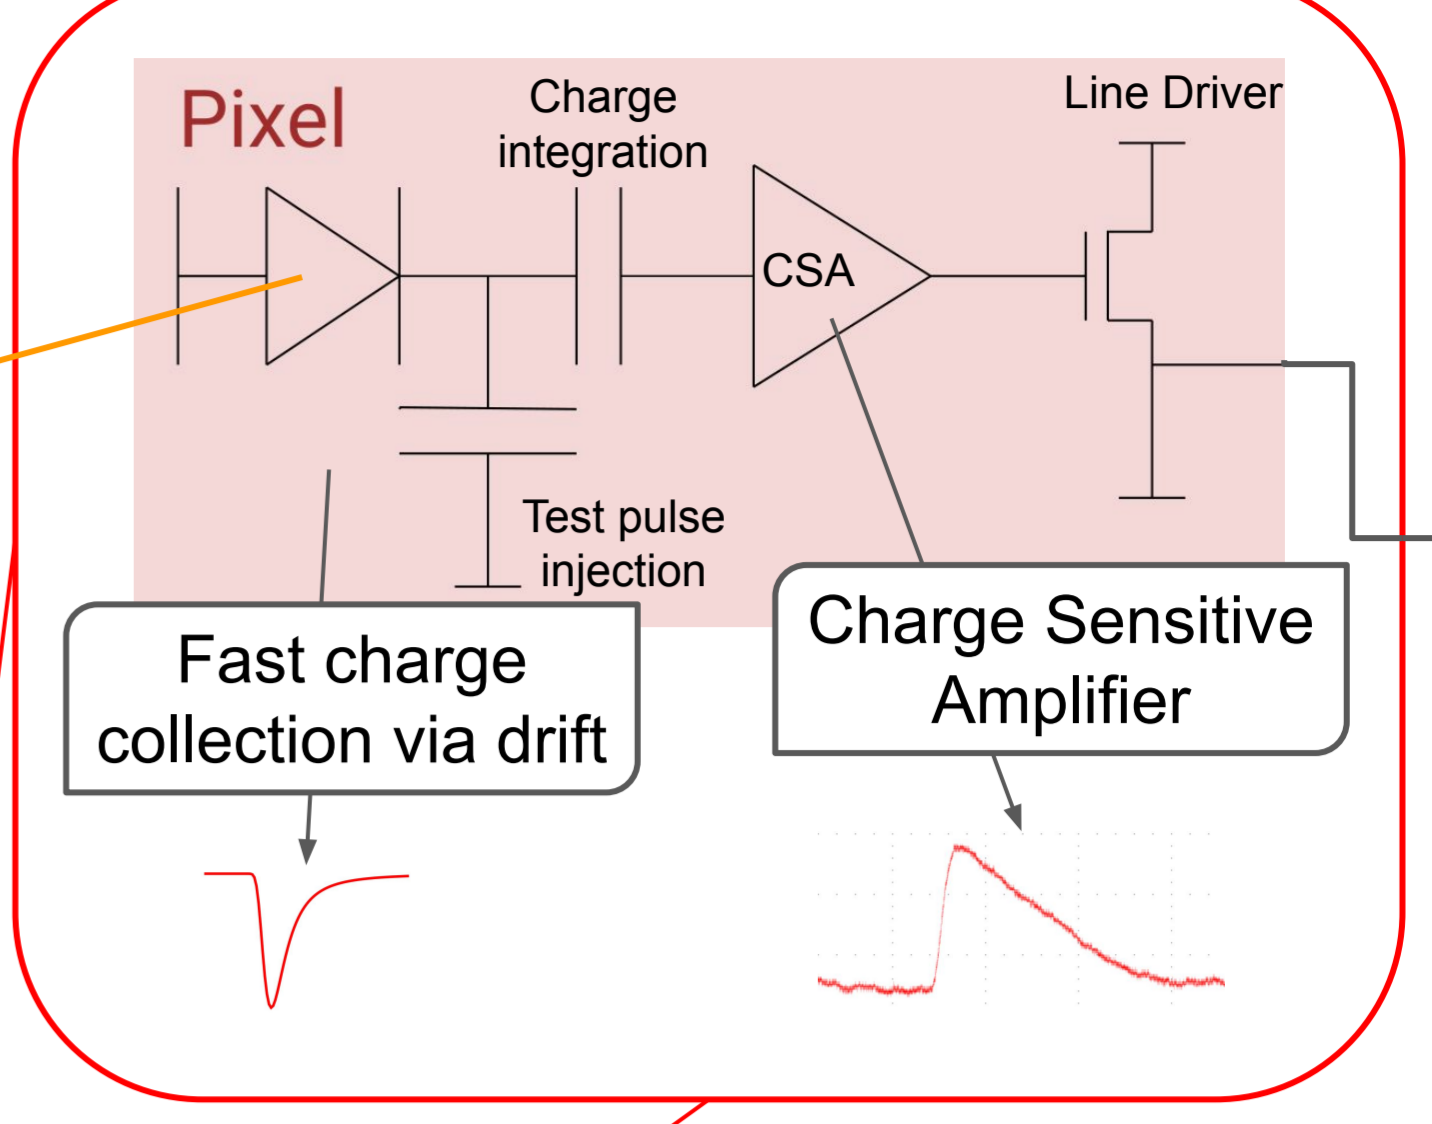 Pixel
Charge
integration
Line Driver
CSA
Test pulse
injection
Fast charge
collection via drift
Charge Sensitive
Amplifier